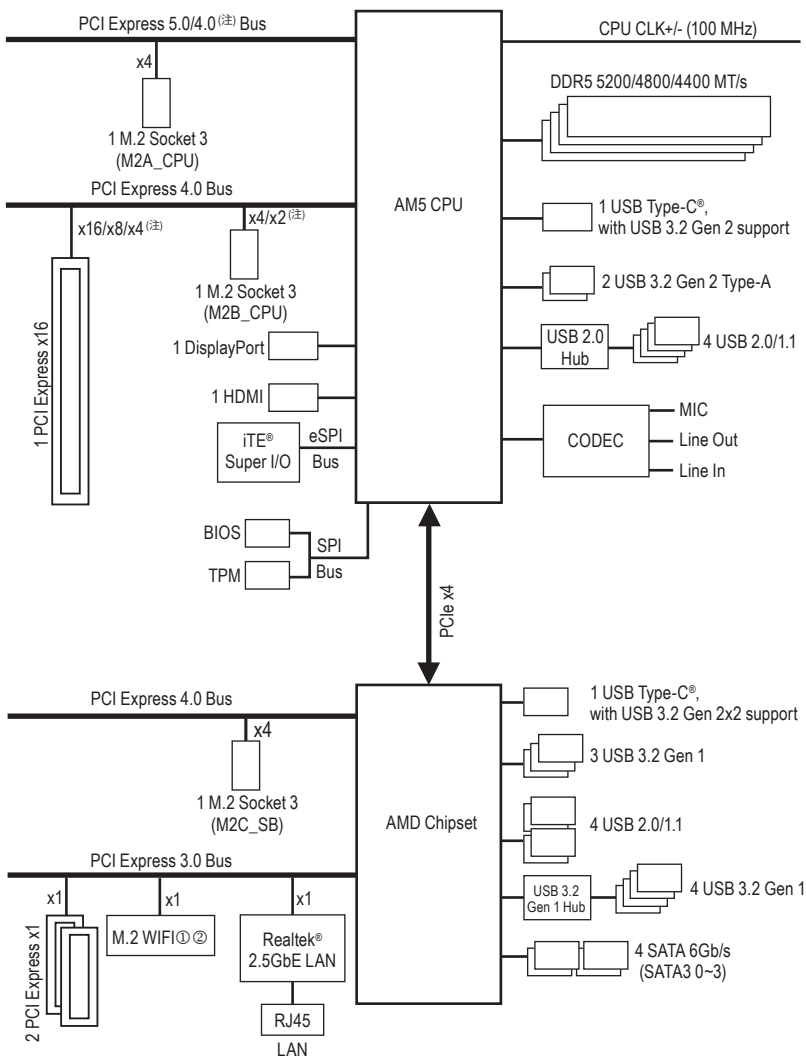 PCI Express 5.0/4.0 (注) Bus
CPU CLK+/- (100 MHz)
x4
DDR5 5200/4800/4400 MT/s
1 M.2 Socket 3
(M2A_CPU)
PCI Express 4.0 Bus
AM5 CPU
x16/x8/x4 (注)
x4/x2 (注)
1 USB Type-C®,
with USB 3.2 Gen 2 support
1 M.2 Socket 3
(M2B_CPU)
2 USB 3.2 Gen 2 Type-A
1 PCI Express x16
1 DisplayPort
USB 2.0
Hub
4 USB 2.0/1.1
1 HDMI
iTE®
Super I/O
eSPI
Bus
CODEC
MIC
Line Out
Line In
BIOS
TPM
SPI
Bus
PCIe x4
PCI Express 4.0 Bus
1 USB Type-C®,
with USB 3.2 Gen 2x2 support
x4
3 USB 3.2 Gen 1
1 M.2 Socket 3
(M2C_SB)
AMD Chipset
4 USB 2.0/1.1
PCI Express 3.0 Bus
x1
x1
x1
USB 3.2
Gen 1 Hub
4 USB 3.2 Gen 1
2 PCI Express x1
M.2 WIFI① ②
Realtek®
2.5GbE LAN
4 SATA 6Gb/s
(SATA3 0~3)
RJ45
LAN